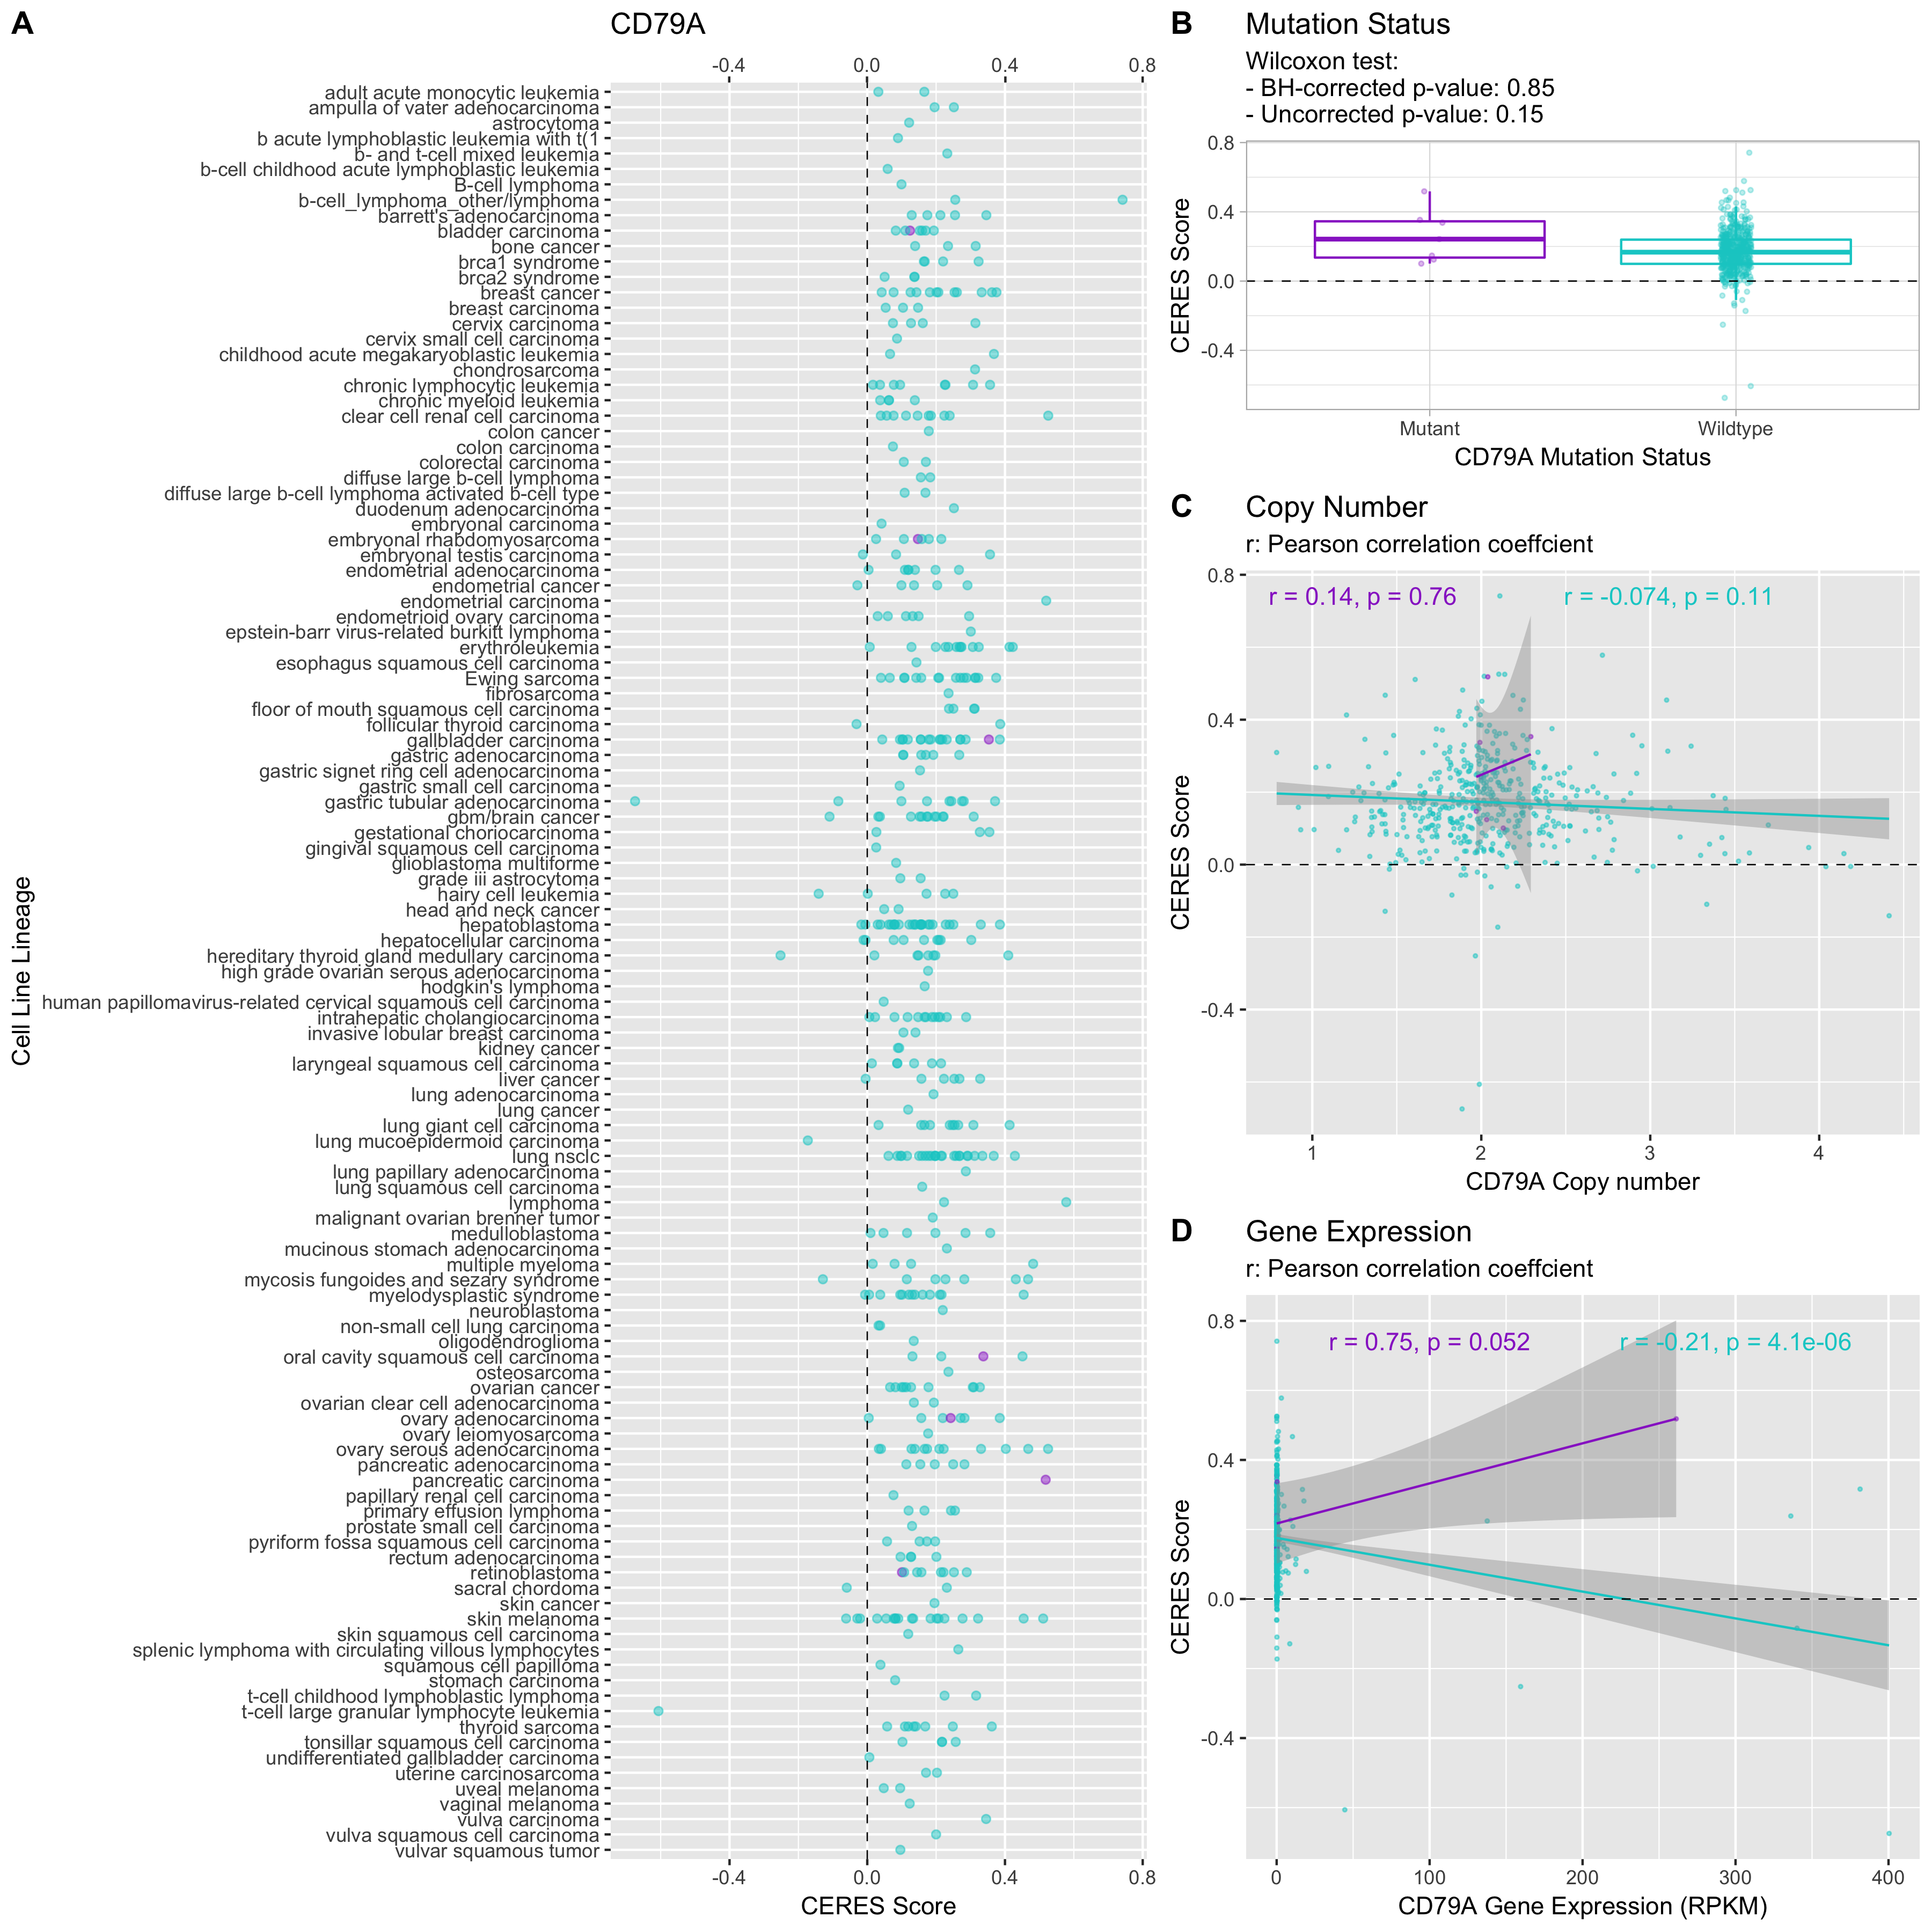 A
CD79A
-0.4 0.0 0.4 0.8
adult acute monocytic leukemia
ampulla of vater adenocarcinoma
astrocytoma
b acute lymphoblastic leukemia with t(1
b- and t-cell mixed leukemia
b-cell childhood acute lymphoblastic leukemia
B-cell lymphoma
b-cell_lymphoma_other/lymphoma
barrett's adenocarcinoma
bladder carcinoma
bone cancer
brca1 syndrome
brca2 syndrome
breast cancer
breast carcinoma
cervix carcinoma
cervix small cell carcinoma
childhood acute megakaryoblastic leukemia
chondrosarcoma
chronic lymphocytic leukemia
chronic myeloid leukemia
clear cell renal cell carcinoma
colon cancer
colon carcinoma
colorectal carcinoma
diffuse large b-cell lymphoma
diffuse large b-cell lymphoma activated b-cell type
duodenum adenocarcinoma
embryonal carcinoma
embryonal rhabdomyosarcoma
embryonal testis carcinoma
endometrial adenocarcinoma
endometrial cancer
endometrial carcinoma
endometrioid ovary carcinoma
epstein-barr virus-related burkitt lymphoma
erythroleukemia
esophagus squamous cell carcinoma
Ewing sarcoma
fibrosarcoma
floor of mouth squamous cell carcinoma
follicular thyroid carcinoma
gallbladder carcinoma
gastric adenocarcinoma
gastric signet ring cell adenocarcinoma
gastric small cell carcinoma
gastric tubular adenocarcinoma
gbm/brain cancer
gestational choriocarcinoma
gingival squamous cell carcinoma
glioblastoma multiforme
grade iii astrocytoma
hairy cell leukemia
head and neck cancer
hepatoblastoma
hepatocellular carcinoma
hereditary thyroid gland medullary carcinoma
high grade ovarian serous adenocarcinoma
hodgkin's lymphoma
human papillomavirus-related cervical squamous cell carcinoma
intrahepatic cholangiocarcinoma
invasive lobular breast carcinoma
kidney cancer
laryngeal squamous cell carcinoma
liver cancer
lung adenocarcinoma
lung cancer
lung giant cell carcinoma
lung mucoepidermoid carcinoma
lung nsclc
lung papillary adenocarcinoma
lung squamous cell carcinoma
lymphoma
malignant ovarian brenner tumor
medulloblastoma
mucinous stomach adenocarcinoma
multiple myeloma
mycosis fungoides and sezary syndrome
myelodysplastic syndrome
neuroblastoma
non-small cell lung carcinoma
oligodendroglioma
oral cavity squamous cell carcinoma
osteosarcoma
ovarian cancer
ovarian clear cell adenocarcinoma
ovary adenocarcinoma
ovary leiomyosarcoma
ovary serous adenocarcinoma
pancreatic adenocarcinoma
pancreatic carcinoma
papillary renal cell carcinoma
primary effusion lymphoma
prostate small cell carcinoma
pyriform fossa squamous cell carcinoma
rectum adenocarcinoma
retinoblastoma
sacral chordoma
skin cancer
skin melanoma
skin squamous cell carcinoma
splenic lymphoma with circulating villous lymphocytes
squamous cell papilloma
stomach carcinoma
t-cell childhood lymphoblastic lymphoma
t-cell large granular lymphocyte leukemia
thyroid sarcoma
tonsillar squamous cell carcinoma
undifferentiated gallbladder carcinoma
uterine carcinosarcoma
uveal melanoma
vaginal melanoma
vulva carcinoma
vulva squamous cell carcinoma
vulvar squamous tumor
-0.4 0.0 0.4 0.8
CERES Score
Cell Line Lineage
B
Mutation Status
Wilcoxon test:
- BH-corrected p-value: 0.85
- Uncorrected p-value: 0.15
0.8
0.4
0.0
-0.4
CERES Score
Mutant Wildtype
CD79A Mutation Status
C
Copy Number
r: Pearson correlation coeffcient
r = 0.14, p = 0.76 r = -0.074, p = 0.11
0.8
0.4
0.0
-0.4
CERES Score
1 2 3 4
CD79A Copy number
D
Gene Expression
r: Pearson correlation coeffcient
r = 0.75, p = 0.052 r = -0.21, p = 4.1e-06
0.8
0.4
0.0
-0.4
CERES Score
0 100 200 300 400
CD79A Gene Expression (RPKM)